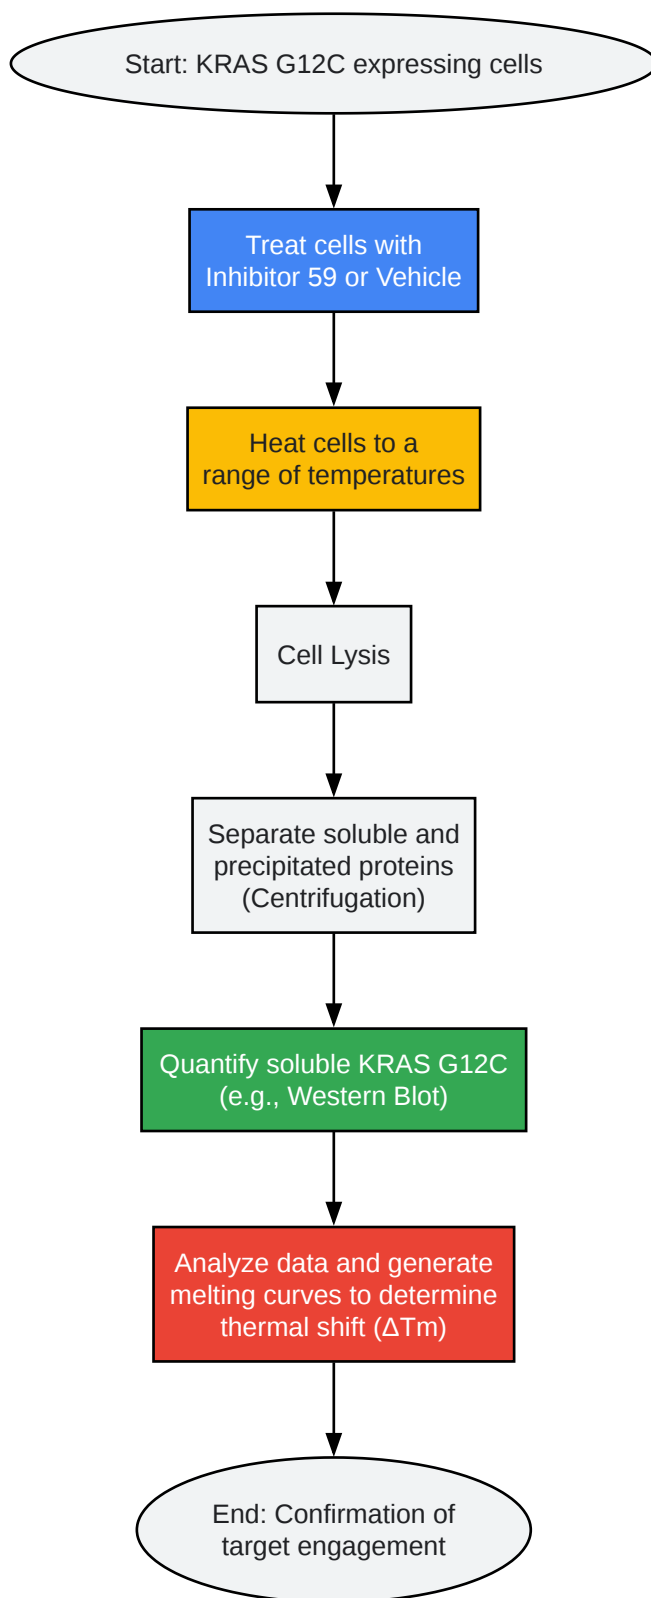 Start: KRAS G12C expressing cells
Treat cells with
Inhibitor 59 or Vehicle
Heat cells to a
range of temperatures
Cell Lysis
Separate soluble and
precipitated proteins
(Centrifugation)
Quantify soluble KRAS G12C
(e.g., Western Blot)
Analyze data and generate
melting curves to determine
thermal shift (ΔTm)
End: Confirmation of
target engagement